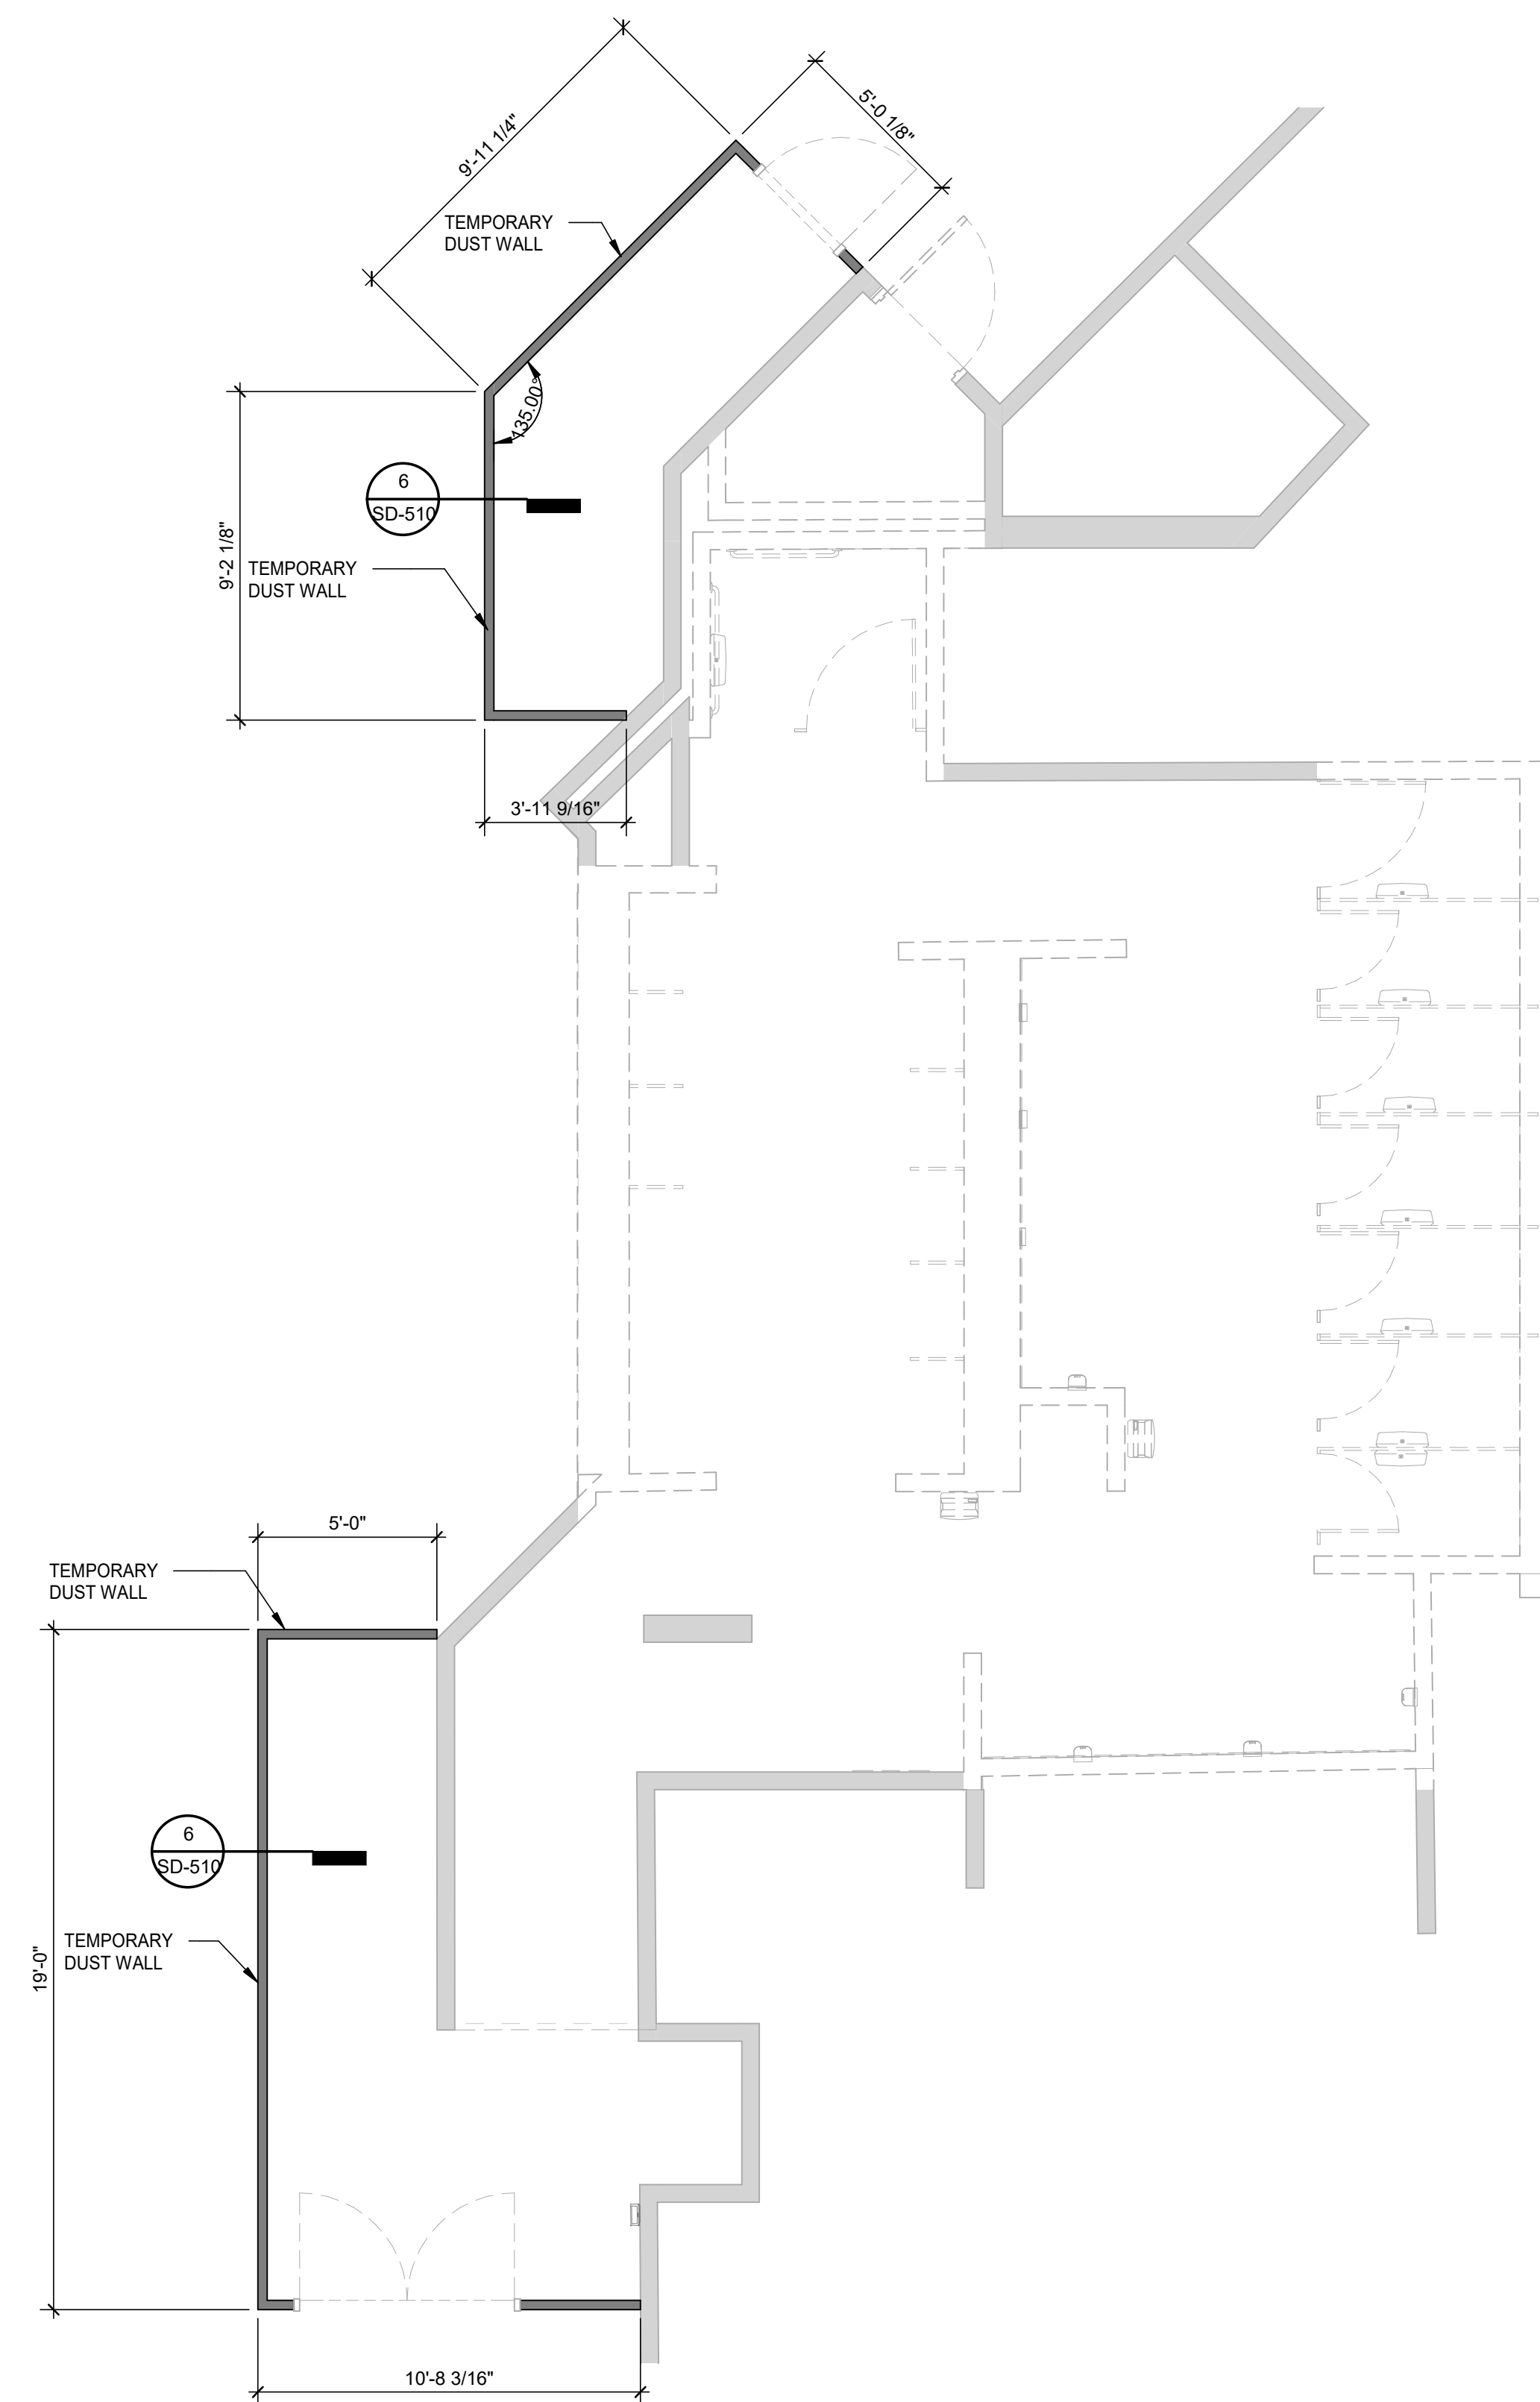 9'-11 1/4"
5'-0 1/8"
TEMPORARY
DUST WALL
135.00°
6
SD-510
9'-2 1/8"
TEMPORARY
DUST WALL
3'-11 9/16"
5'-0"
TEMPORARY
DUST WALL
6
SD-510
19'-0"
TEMPORARY
DUST WALL
10'-8 3/16"